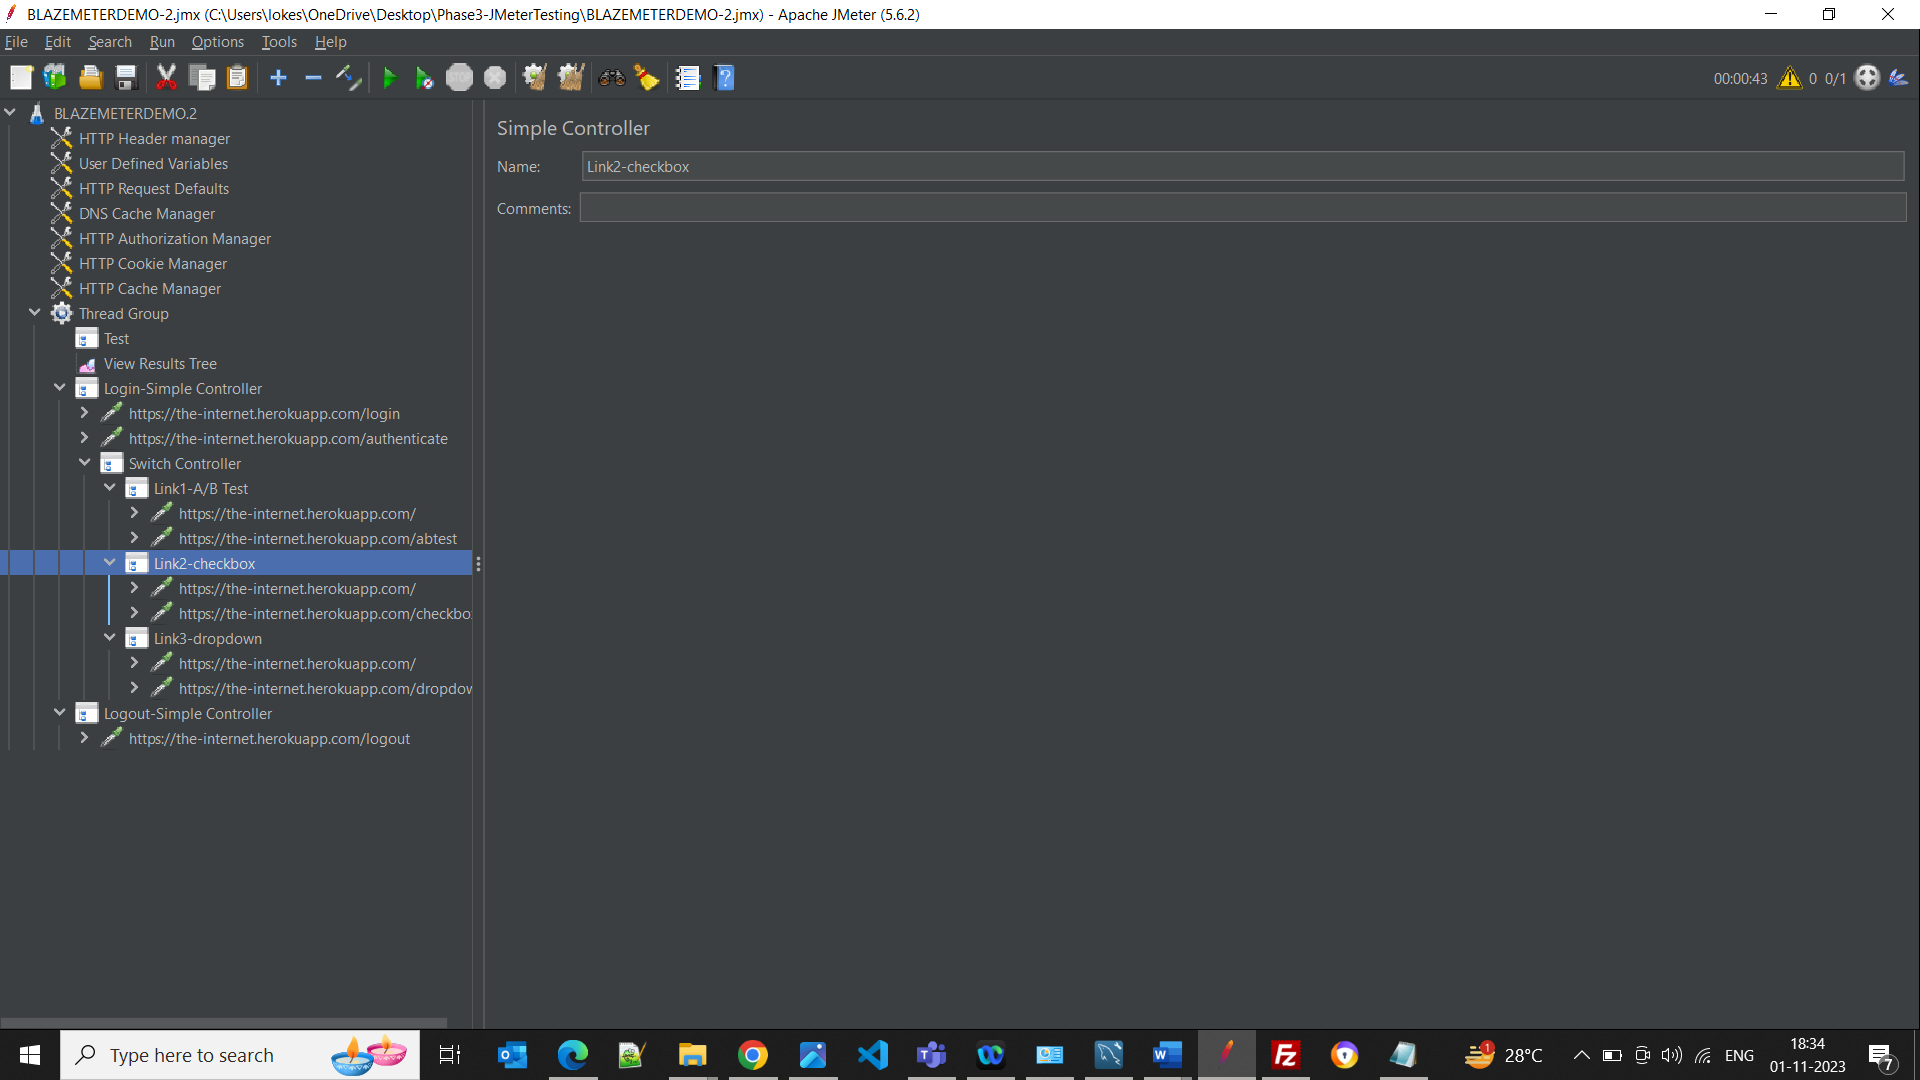 BLAZEMETERDEMO-2.jmx (C:\Users\lokes\OneDrive\Desktop\Phase3-JMeterTesting\BLAZEMETERDEMO-2.jmx) - Apache JMeter (5.6.2)
File Edit Search Run Options Tools Help
STOP
00:00:43 0 0/1
BLAZEMETERDEMO.2
HTTP Header manager
User Defined Variables
HTTP Request Defaults
DNS Cache Manager
HTTP Authorization Manager
HTTP Cookie Manager
HTTP Cache Manager
Thread Group
Test
View Results Tree
Login-Simple Controller
https://the-internet.herokuapp.com/login
https://the-internet.herokuapp.com/authenticate
Switch Controller
Link1-A/B Test
https://the-internet.herokuapp.com/
https://the-internet.herokuapp.com/abtest
Link2-checkbox
https://the-internet.herokuapp.com/
https://the-internet.herokuapp.com/checkbo
Link3-dropdown
https://the-internet.herokuapp.com/
https://the-internet.herokuapp.com/dropdow
Logout-Simple Controller
https://the-internet.herokuapp.com/logout
Simple Controller
Name: Link2-checkbox
Comments:
Type here to search
1
28°C
ENG
18:34
01-11-2023
7